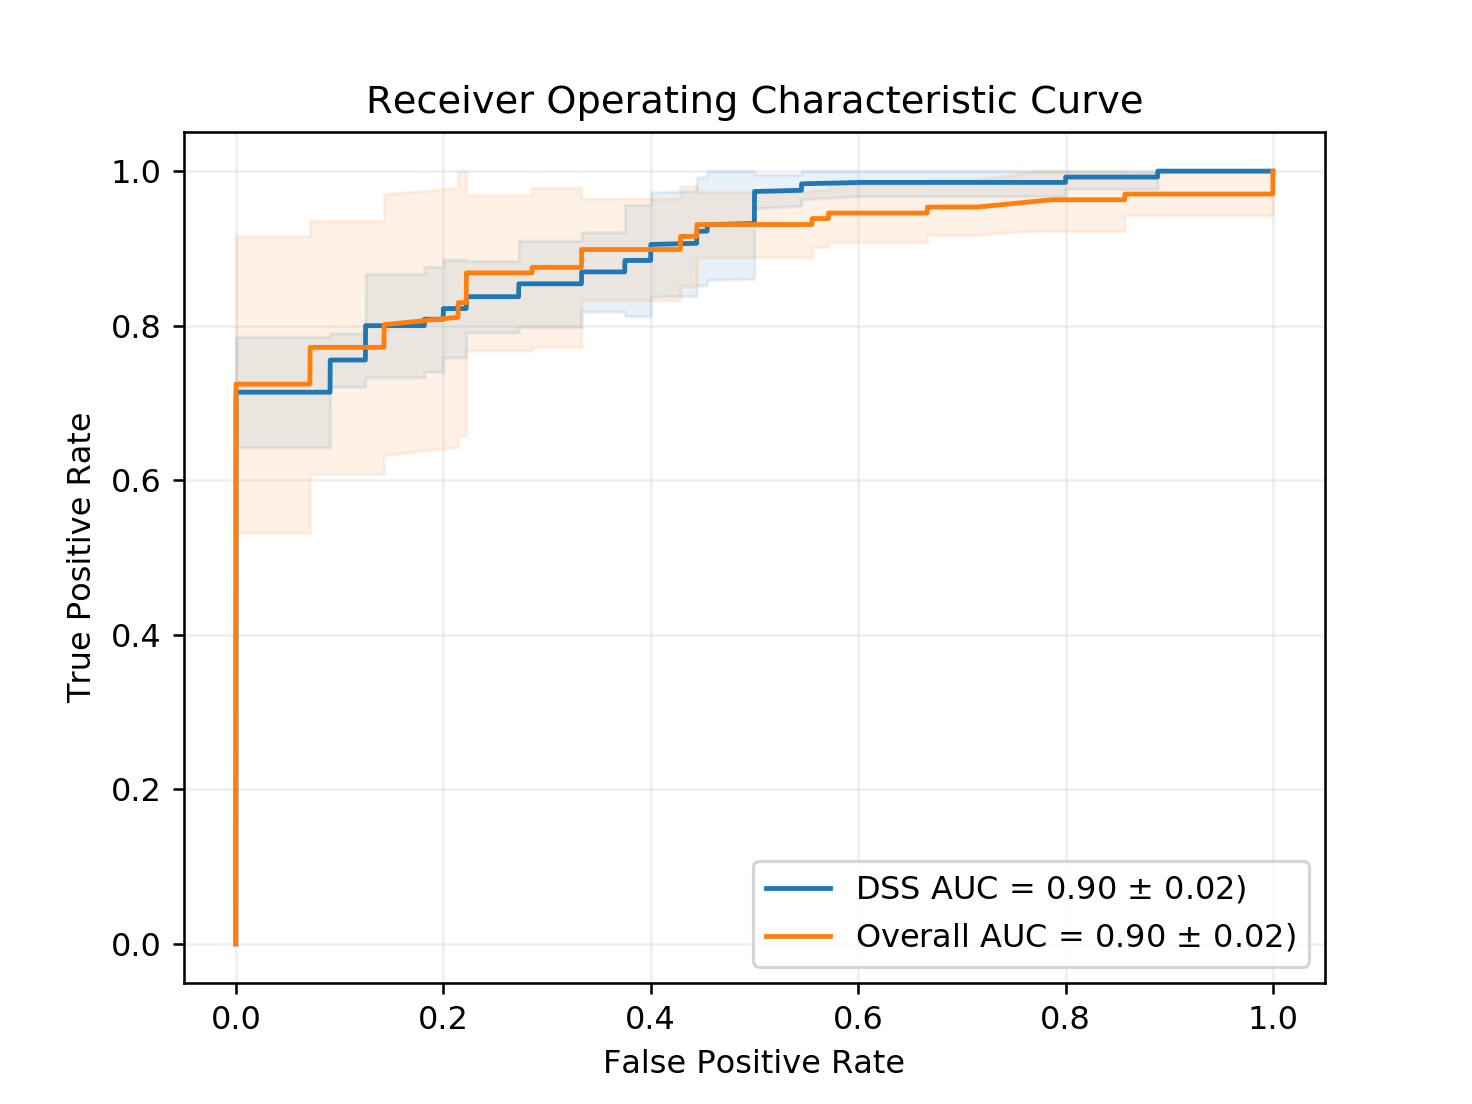 Receiver Operating Characteristic Curve
True Positive Rate
1.0
0.8
0.6
0.4
0.2
0.0
DSS AUC = 0.90 ± 0.02)
Overall AUC = 0.90 ± 0.02)
0.0 0.2 0.4 0.6 0.8 1.0
False Positive Rate